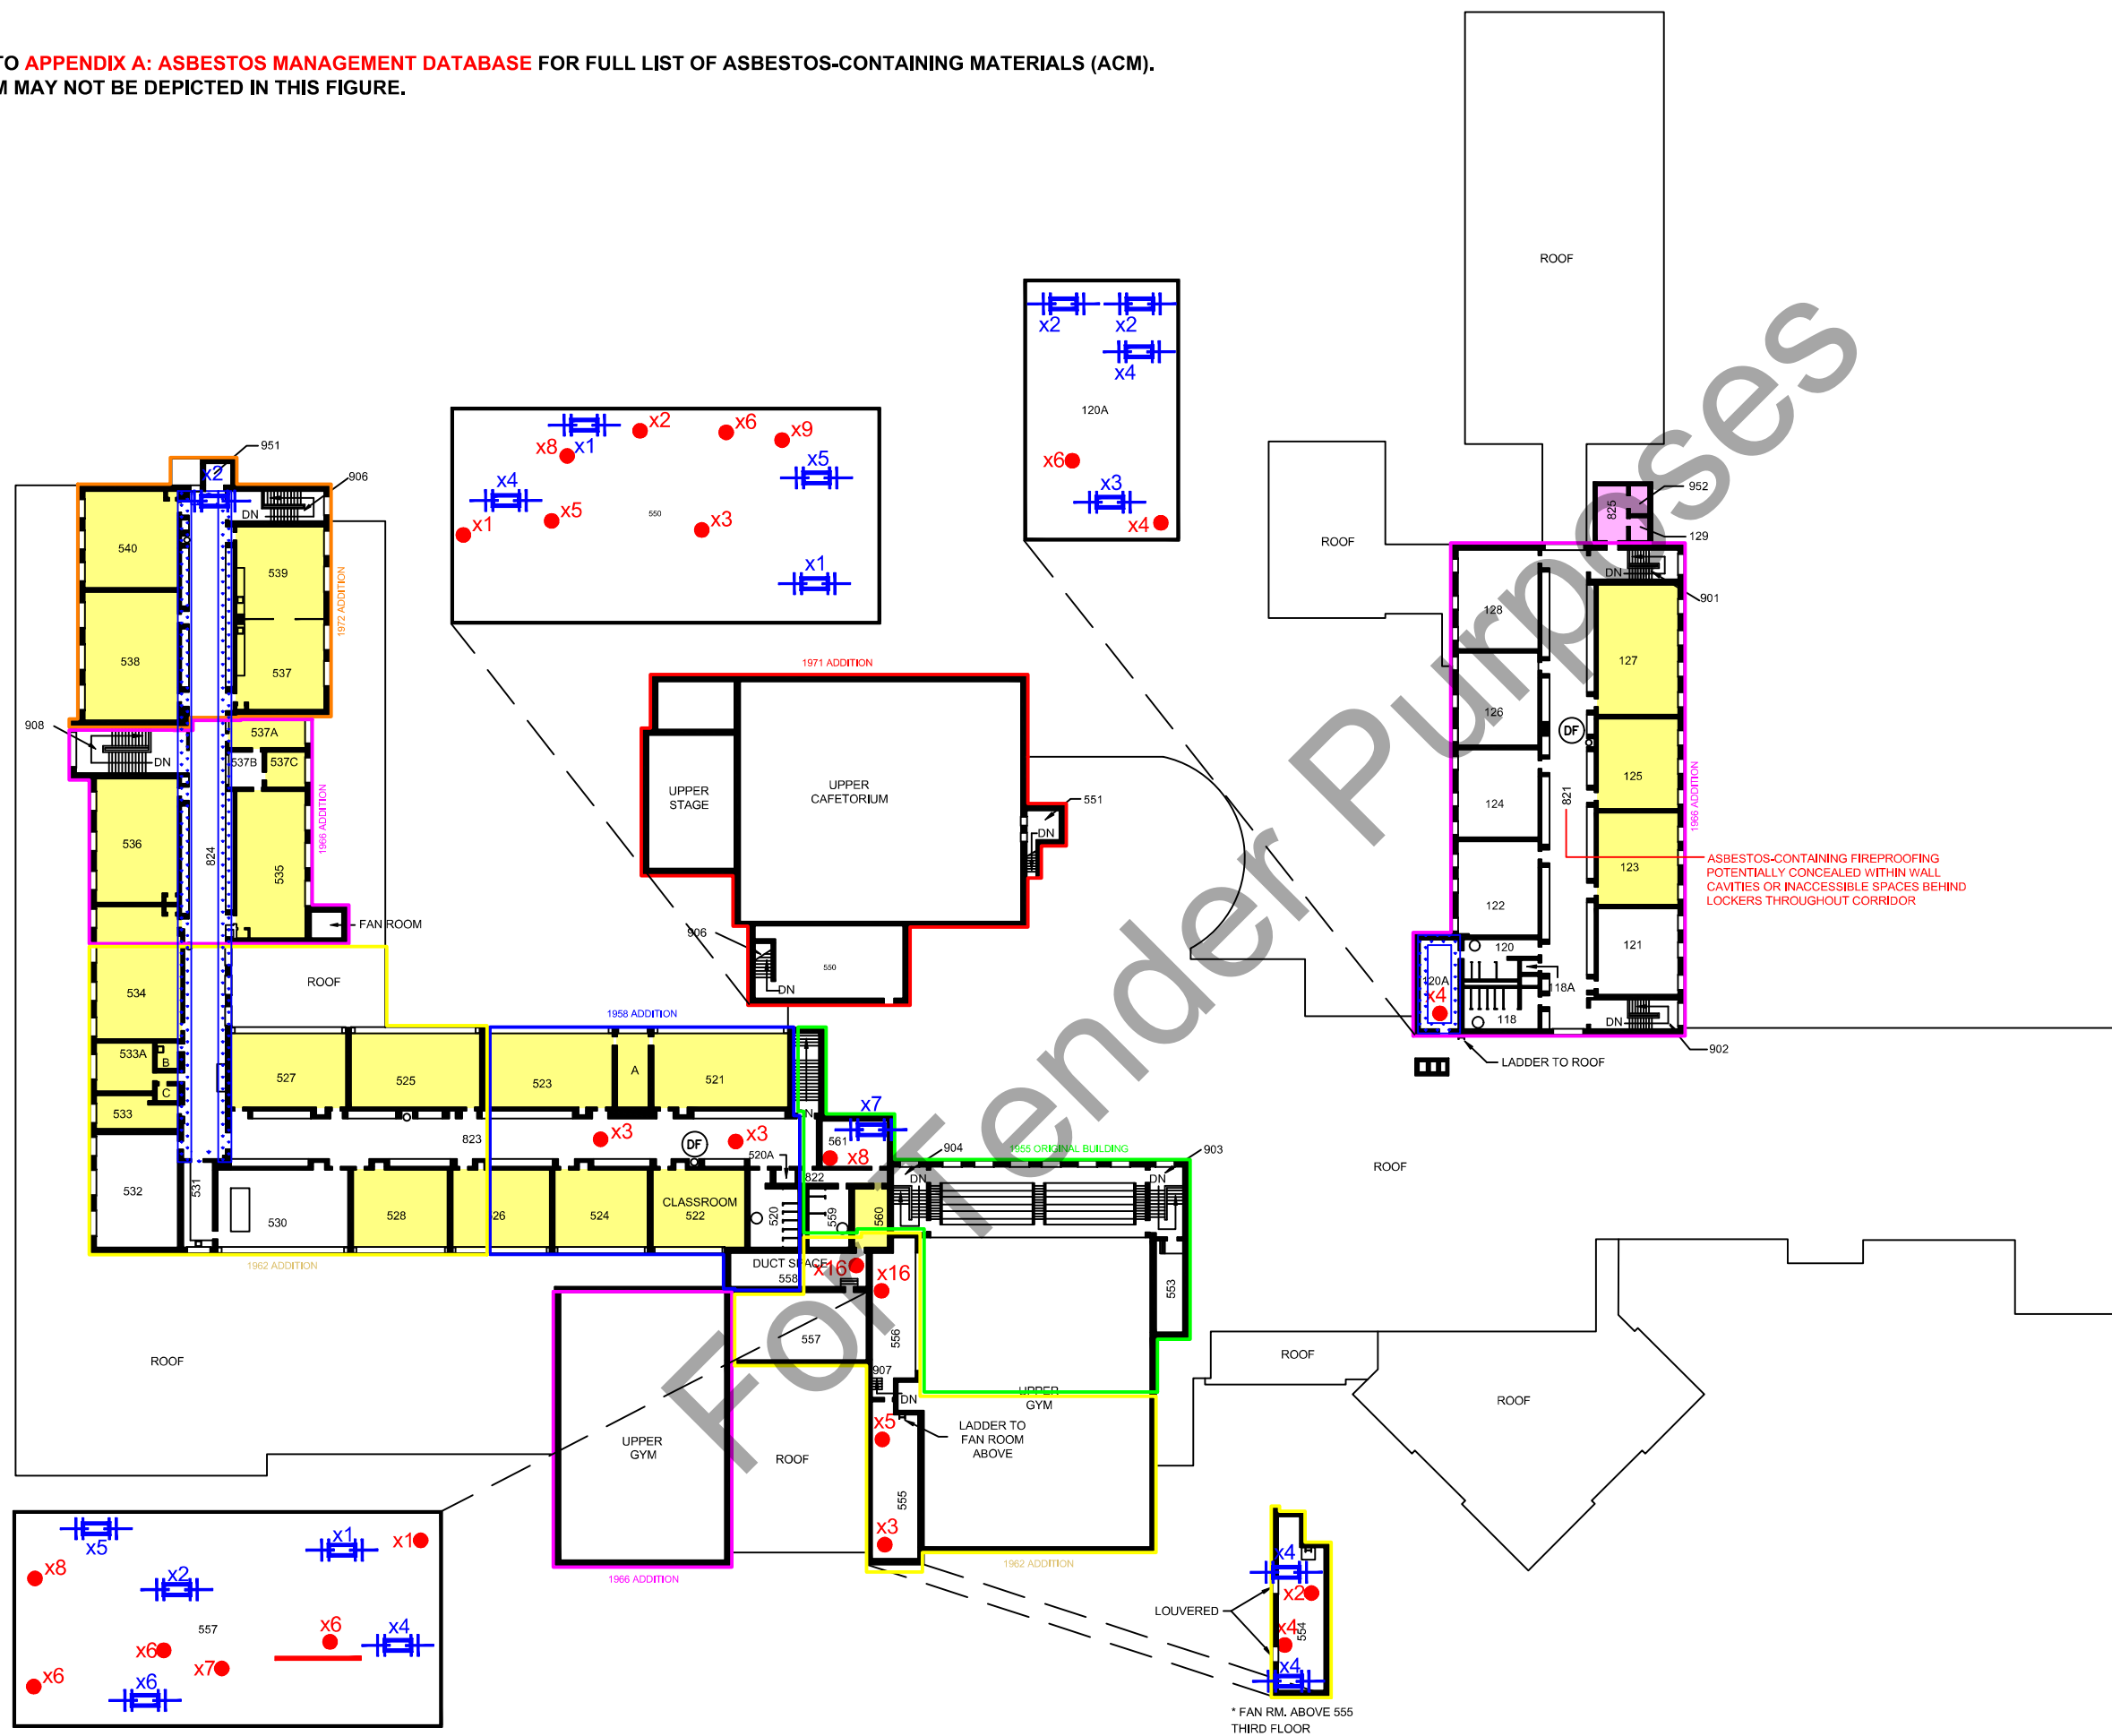 TO APPENDIX A: ASBESTOS MANAGEMENT DATABASE FOR FULL LIST OF ASBESTOS-CONTAINING MATERIALS (ACM).
M MAY NOT BE DEPICTED IN THIS FIGURE.
ROOF
x2
x2
x4
120A
x6
x3
x4
x2
x6
x9
x8
x1
x5
x4
x1
x5
550
x3
x1
951
x2
906
DN
540
539
1972 ADDITION
538
537
908
DN
537A
537B
537C
1966 ADDITION
536
824
535
FAN ROOM
534
ROOF
533A
B
C
533
532
531
1971 ADDITION
UPPER
STAGE
UPPER
CAFETORIUM
551
DN
906
550
DN
ROOF
825
952
129
DN
901
128
127
126
DF
125
1966 ADDITION
124
821
123
ASBESTOS-CONTAINING FIREPROOFING
POTENTIALLY CONCEALED WITHIN WALL
CAVITIES OR INACCESSIBLE SPACES BEHIND
LOCKERS THROUGHOUT CORRIDOR
122
121
120
120A
x4
118A
118
DN
902
LADDER TO ROOF
1958 ADDITION
527
525
523
A
521
823
x3
x3
DF
520A
x7
561
x8
904
1955 ORIGINAL BUILDING
903
DN
DN
822
530
528
526
524
CLASSROOM
522
520
559
560
1962 ADDITION
DUCT SPACE
558
x16
x16
553
557
556
907
DN
UPPER
GYM
ROOF
ROOF
ROOF
ROOF
UPPER
GYM
ROOF
x5
LADDER TO
FAN ROOM
ABOVE
555
x3
1966 ADDITION
1962 ADDITION
x5
x1
x1
x8
x2
557
x6
x4
x6
x7
x6
x6
x4
x2
LOUVERED
x4
554
x4
* FAN RM. ABOVE 555
THIRD FLOOR
For Tender Purposes